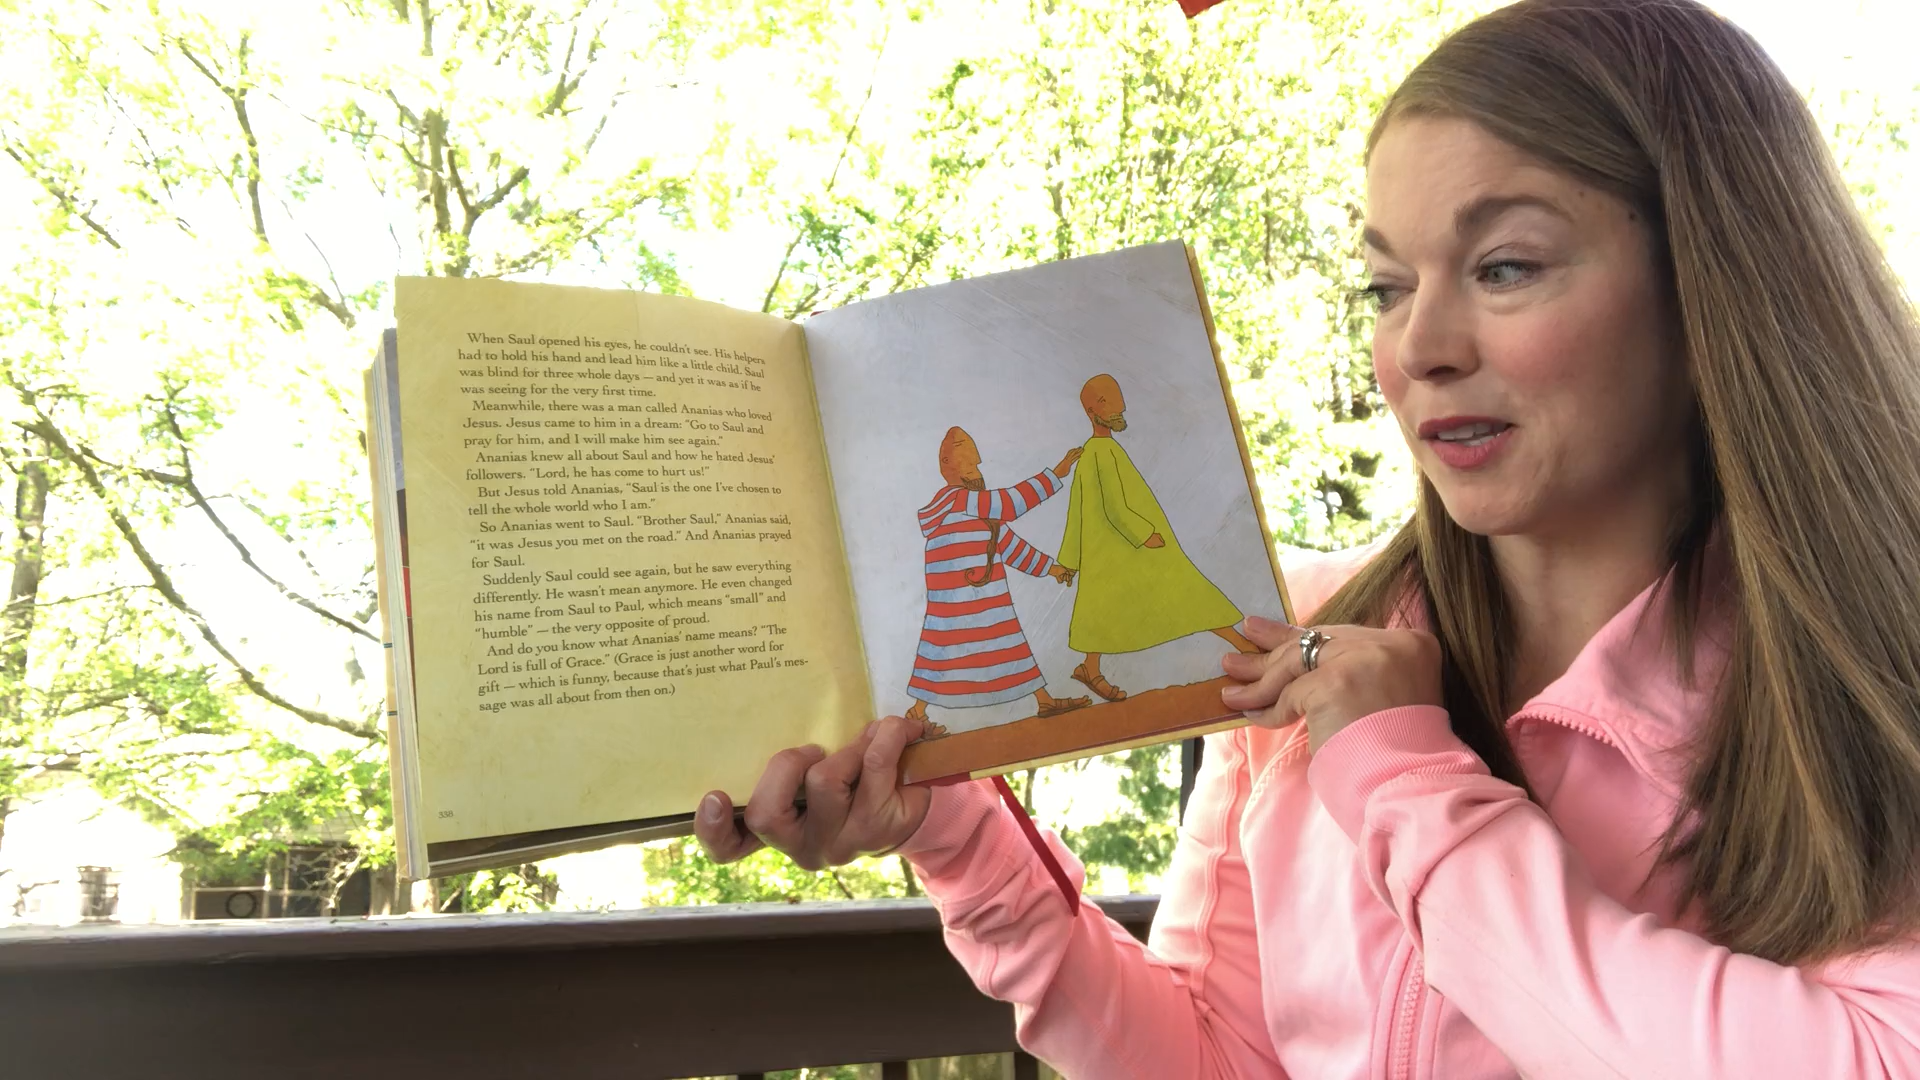 When Saul opened his eyes, he couldn't see. His helpers
had to hold his hand and lead him like a little child. Saul
was blind for three whole days — and yet it was as if he
was seeing for the very first time.
Meanwhile, there was a man called Ananias who loved
Jesus. Jesus came to him in a dream: "Go to Saul and
pray for him, and I will make him see again."
Ananias knew all about Saul and how he hated Jesus'
followers. "Lord, he has come to hurt us!"
But Jesus told Ananias, "Saul is the one I've chosen to
tell the whole world who I am."
So Ananias went to Saul. "Brother Saul," Ananias said,
"it was Jesus you met on the road." And Ananias prayed
for Saul.
Suddenly Saul could see again, but he saw everything
differently. He wasn't mean anymore. He even changed
his name from Saul to Paul, which means "small" and
"humble" — the very opposite of proud.
And do you know what Ananias' name means? "The
Lord is full of Grace." (Grace is just another word for
gift — which is funny, because that's just what Paul's mes-
sage was all about from then on.)
338